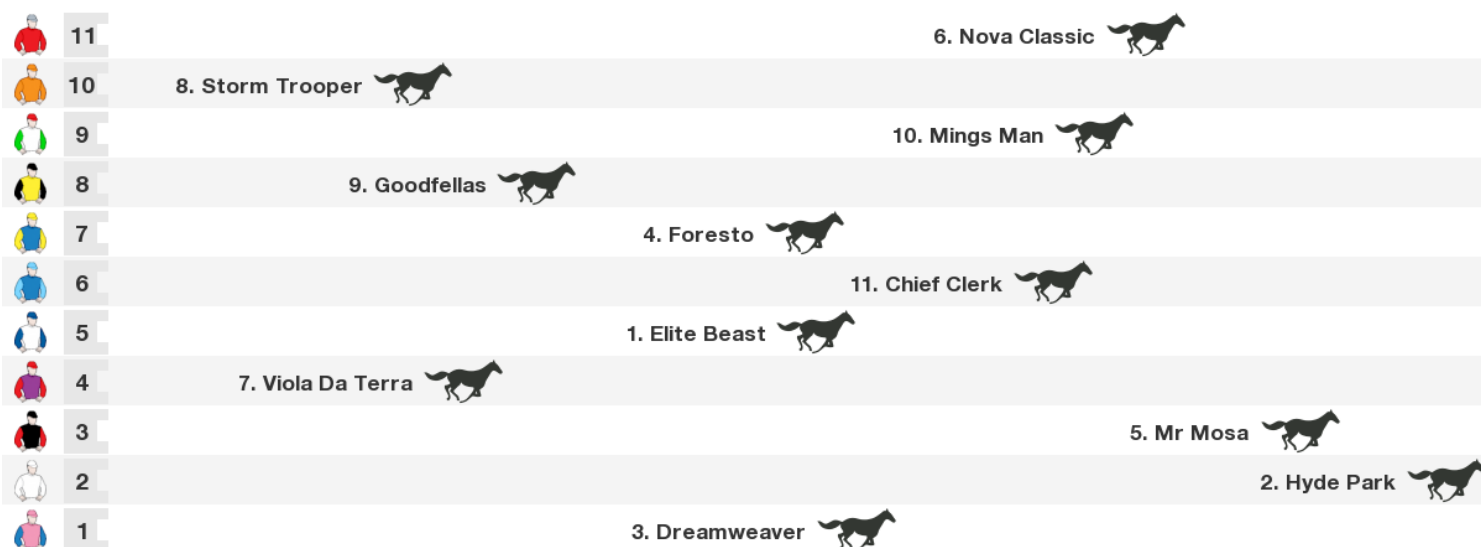 11 6. Nova Classic
10 8. Storm Trooper
9 10. Mings Man
8 9. Goodfellas
7 4. Foresto
6 11. Chief Clerk
5 1. Elite Beast
4 7. Viola Da Terra
3 5. Mr Mosa
2 2. Hyde Park
1 3. Dreamweaver